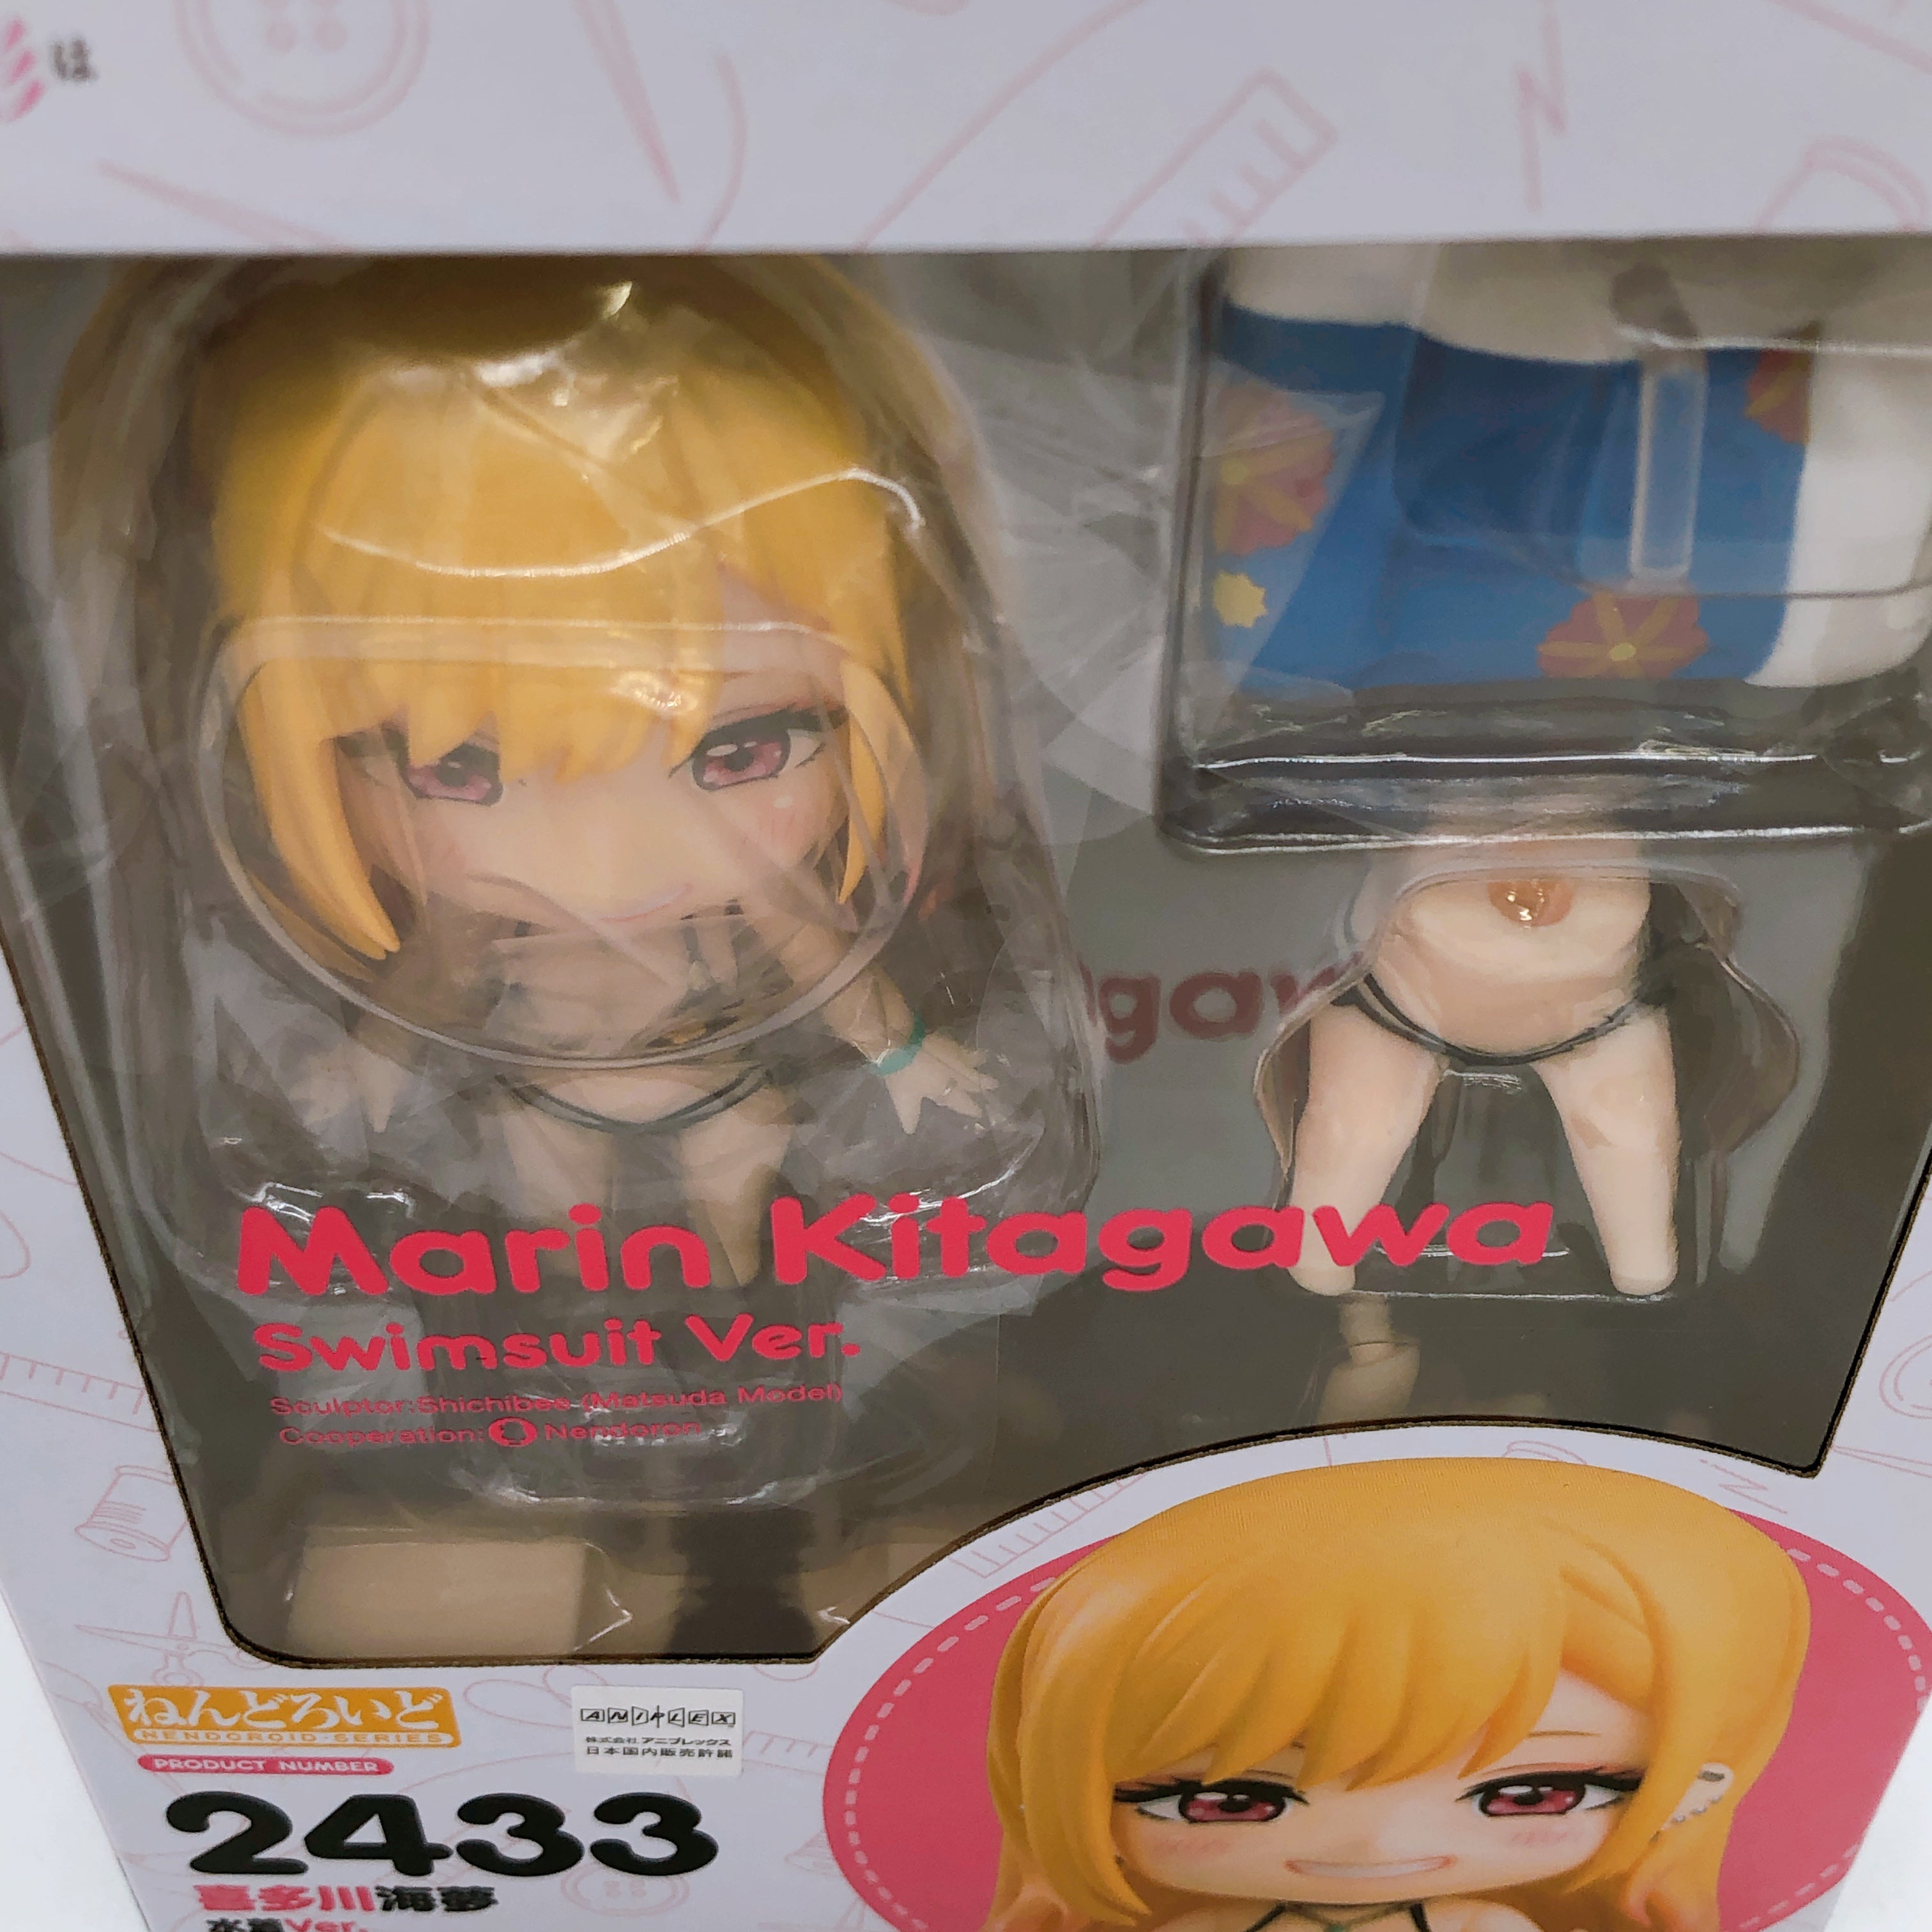 は
Marin Kitagawa
Swimsuit Ver.
Sculptor:Shichibee (Matsuda Model)
Cooperation: Nendoron
ねんどろいど
NENDOROID SERIES
ANIPLEX
株式会社アニプレックス
日本国内販売許諾
PRODUCT NUMBER
2433
喜多川海夢
水着Ver.